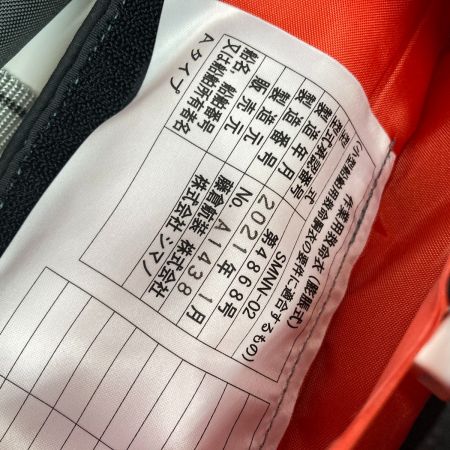 作業用救命衣(膨脹式)
(小型船舶用救命胴衣の要件に適合するもの)
型式 SMNN-02
型式承認番号 第4868号
製造年月 2021年1月
製造番号 No. A1438
製造元 藤倉航装 株式会社
販売元 株式会社シマノ
船名、船舶番号
又は船舶所有者名
Aタイプ